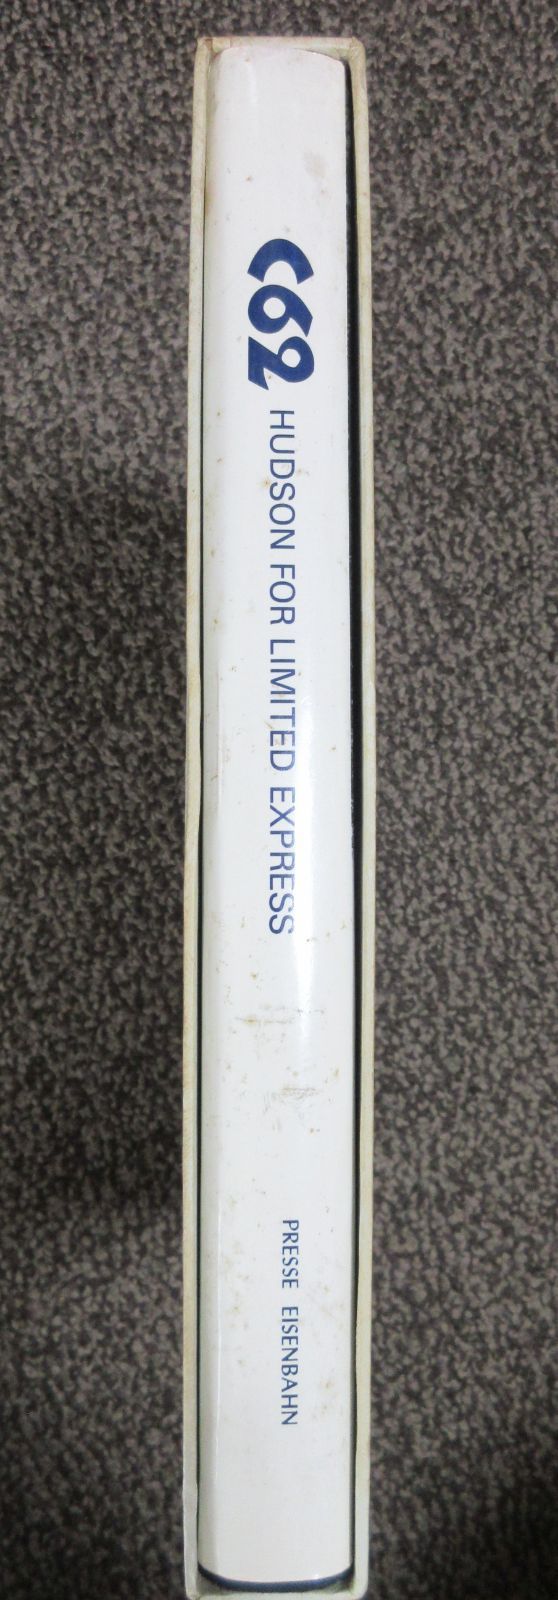 C62 HUDSON FOR LIMITED EXPRESS
PRESSE EISENBAHN